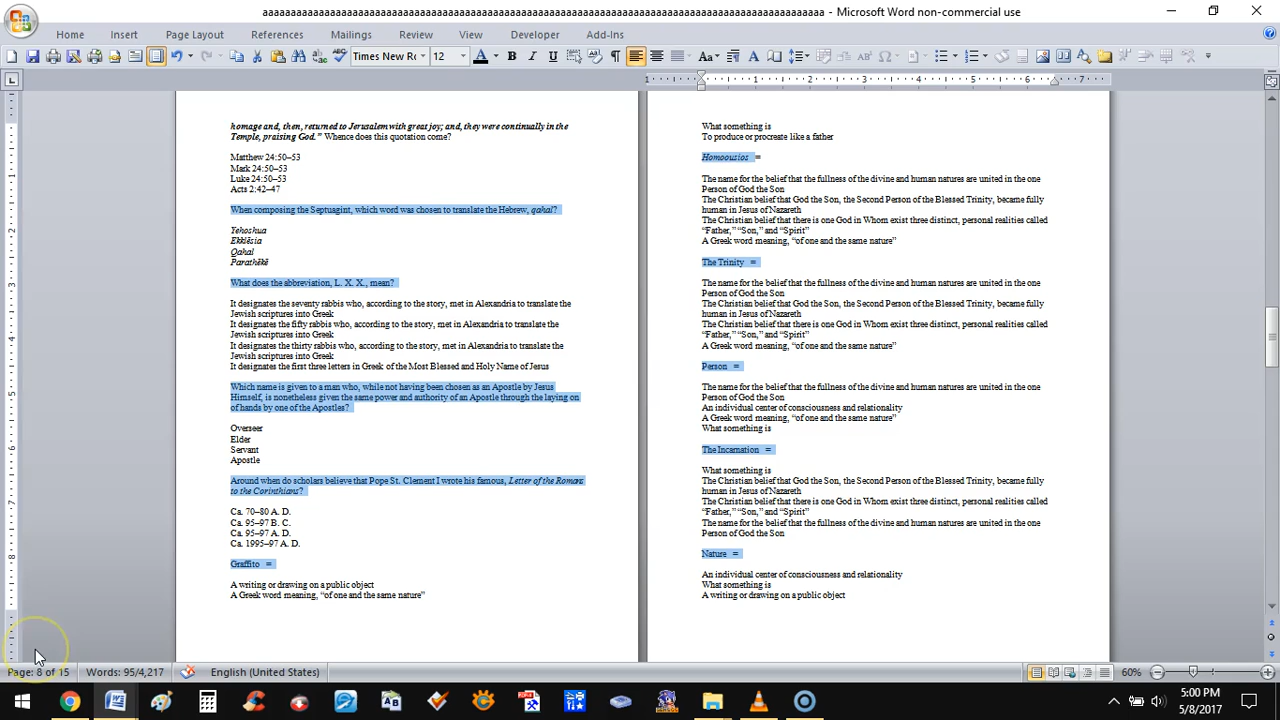 aaaaaaaaaaaaaaaaaaaaaaaaaaaaaaaaaaaaaaaaaaaaaaaaaaaaaaaaaaaaaaaaaaaaaaaaaaaaaaaaaaaaaaaaaaaaaaa - Microsoft Word non-commercial use
Home Insert Page Layout References Mailings Review View Developer Add-Ins
Times New Ro 12
homage and, then, returned to Jerusalem with great joy; and, they were continually in the
Temple, praising God.” Whence does this quotation come?
Matthew 24:50–53
Mark 24:50–53
Luke 24:50–53
Acts 2:42–47
When composing the Septuagint, which word was chosen to translate the Hebrew, qahal?
Yehoshua
Ekklēsia
Qahal
Parathēkē
What does the abbreviation, L. X. X., mean?
It designates the seventy rabbis who, according to the story, met in Alexandria to translate the
Jewish scriptures into Greek
It designates the fifty rabbis who, according to the story, met in Alexandria to translate the
Jewish scriptures into Greek
It designates the thirty rabbis who, according to the story, met in Alexandria to translate the
Jewish scriptures into Greek
It designates the first three letters in Greek of the Most Blessed and Holy Name of Jesus
Which name is given to a man who, while not having been chosen as an Apostle by Jesus
Himself, is nonetheless given the same power and authority of an Apostle through the laying on
of hands by one of the Apostles?
Overseer
Elder
Servant
Apostle
Around when do scholars believe that Pope St. Clement I wrote his famous, Letter of the Romans
to the Corinthians?
Ca. 70–80 A. D.
Ca. 95–97 B. C.
Ca. 95–97 A. D.
Ca. 1995–97 A. D.
Graffito =
A writing or drawing on a public object
A Greek word meaning, “of one and the same nature”
What something is
To produce or procreate like a father
Homoousios =
The name for the belief that the fullness of the divine and human natures are united in the one
Person of God the Son
The Christian belief that God the Son, the Second Person of the Blessed Trinity, became fully
human in Jesus of Nazareth
The Christian belief that there is one God in Whom exist three distinct, personal realities called
“Father,” “Son,” and “Spirit”
A Greek word meaning, “of one and the same nature”
The Trinity =
The name for the belief that the fullness of the divine and human natures are united in the one
Person of God the Son
The Christian belief that God the Son, the Second Person of the Blessed Trinity, became fully
human in Jesus of Nazareth
The Christian belief that there is one God in Whom exist three distinct, personal realities called
“Father,” “Son,” and “Spirit”
A Greek word meaning, “of one and the same nature”
Person =
The name for the belief that the fullness of the divine and human natures are united in the one
Person of God the Son
An individual center of consciousness and relationality
A Greek word meaning, “of one and the same nature”
What something is
The Incarnation =
What something is
The Christian belief that God the Son, the Second Person of the Blessed Trinity, became fully
human in Jesus of Nazareth
The Christian belief that there is one God in Whom exist three distinct, personal realities called
“Father,” “Son,” and “Spirit”
The name for the belief that the fullness of the divine and human natures are united in the one
Person of God the Son
Nature =
An individual center of consciousness and relationality
What something is
A writing or drawing on a public object
Page: 8 of 15 Words: 95/4,217 English (United States) 60%
5:00 PM
5/8/2017